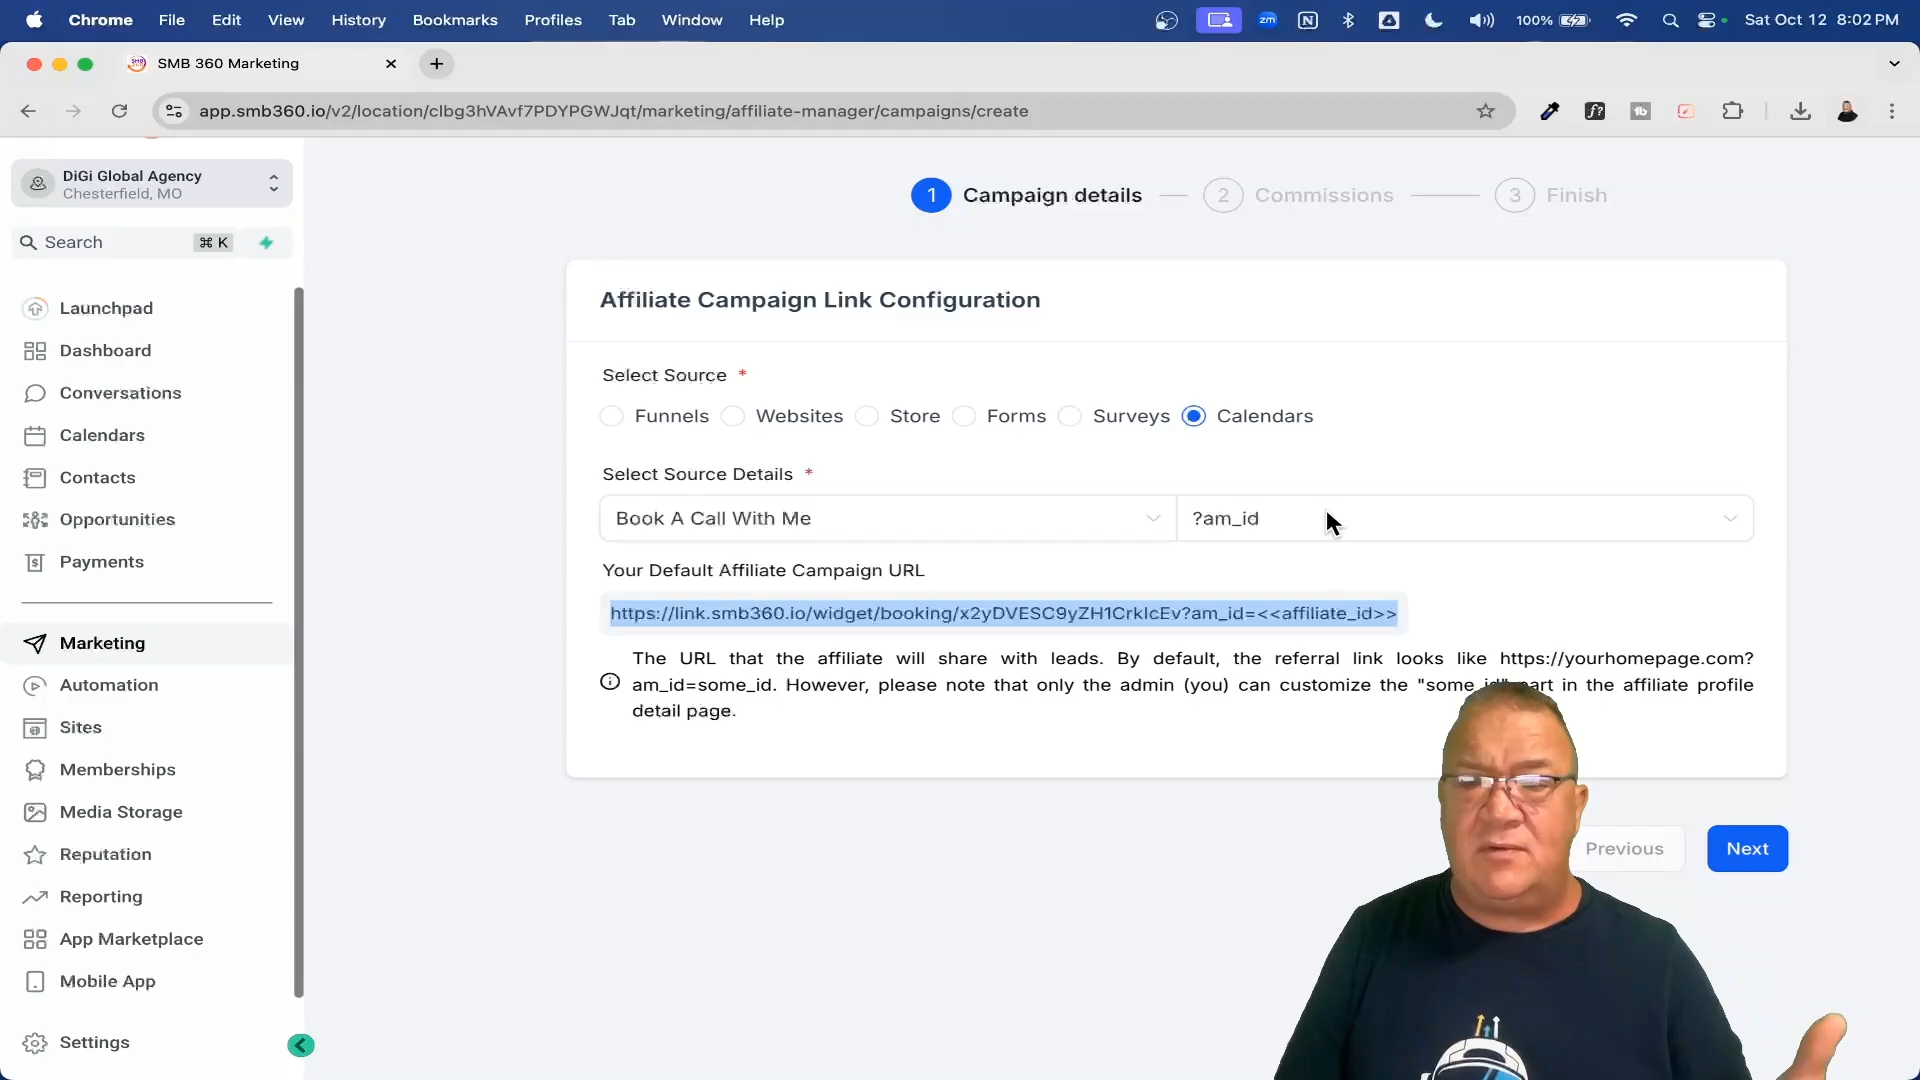 Chrome File Edit View History Bookmarks Profiles Tab Window Help zm 100% Sat Oct 12 8:02 PM
SMB 360 Marketing
app.smb360.io/v2/location/clbg3hVAvf7PDYPGWJqt/marketing/affiliate-manager/campaigns/create
DiGi Global Agency
Chesterfield, MO
Search ⌘ K
Launchpad
Dashboard
Conversations
Calendars
Contacts
Opportunities
Payments
Marketing
Automation
Sites
Memberships
Media Storage
Reputation
Reporting
App Marketplace
Mobile App
Settings
1 Campaign details 2 Commissions 3 Finish
Affiliate Campaign Link Configuration
Select Source *
Funnels Websites Store Forms Surveys Calendars
Select Source Details *
Book A Call With Me ?am_id
Your Default Affiliate Campaign URL
https://link.smb360.io/widget/booking/x2yDVESC9yZH1CrkIcEv?am_id=<<affiliate_id>>
The URL that the affiliate will share with leads. By default, the referral link looks like https://yourhomepage.com?
am_id=some_id. However, please note that only the admin (you) can customize the "some_id" part in the affiliate profile
detail page.
Previous Next